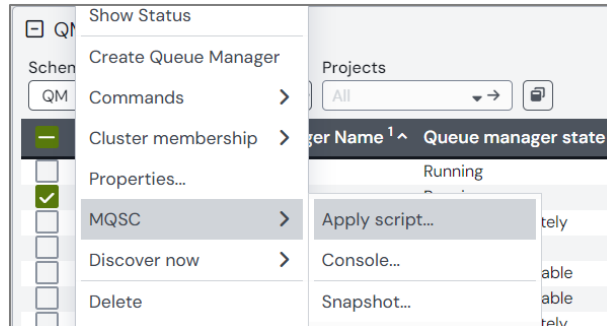 Show Status
QM
Create Queue Manager
Schem
Projects
QM
Commands
All
Cluster membership
ger Name 1
Queue manager state
Properties...
Running
MQSC
Apply script...
tely
Discover now
Console...
able
Delete
Snapshot...
able
tely